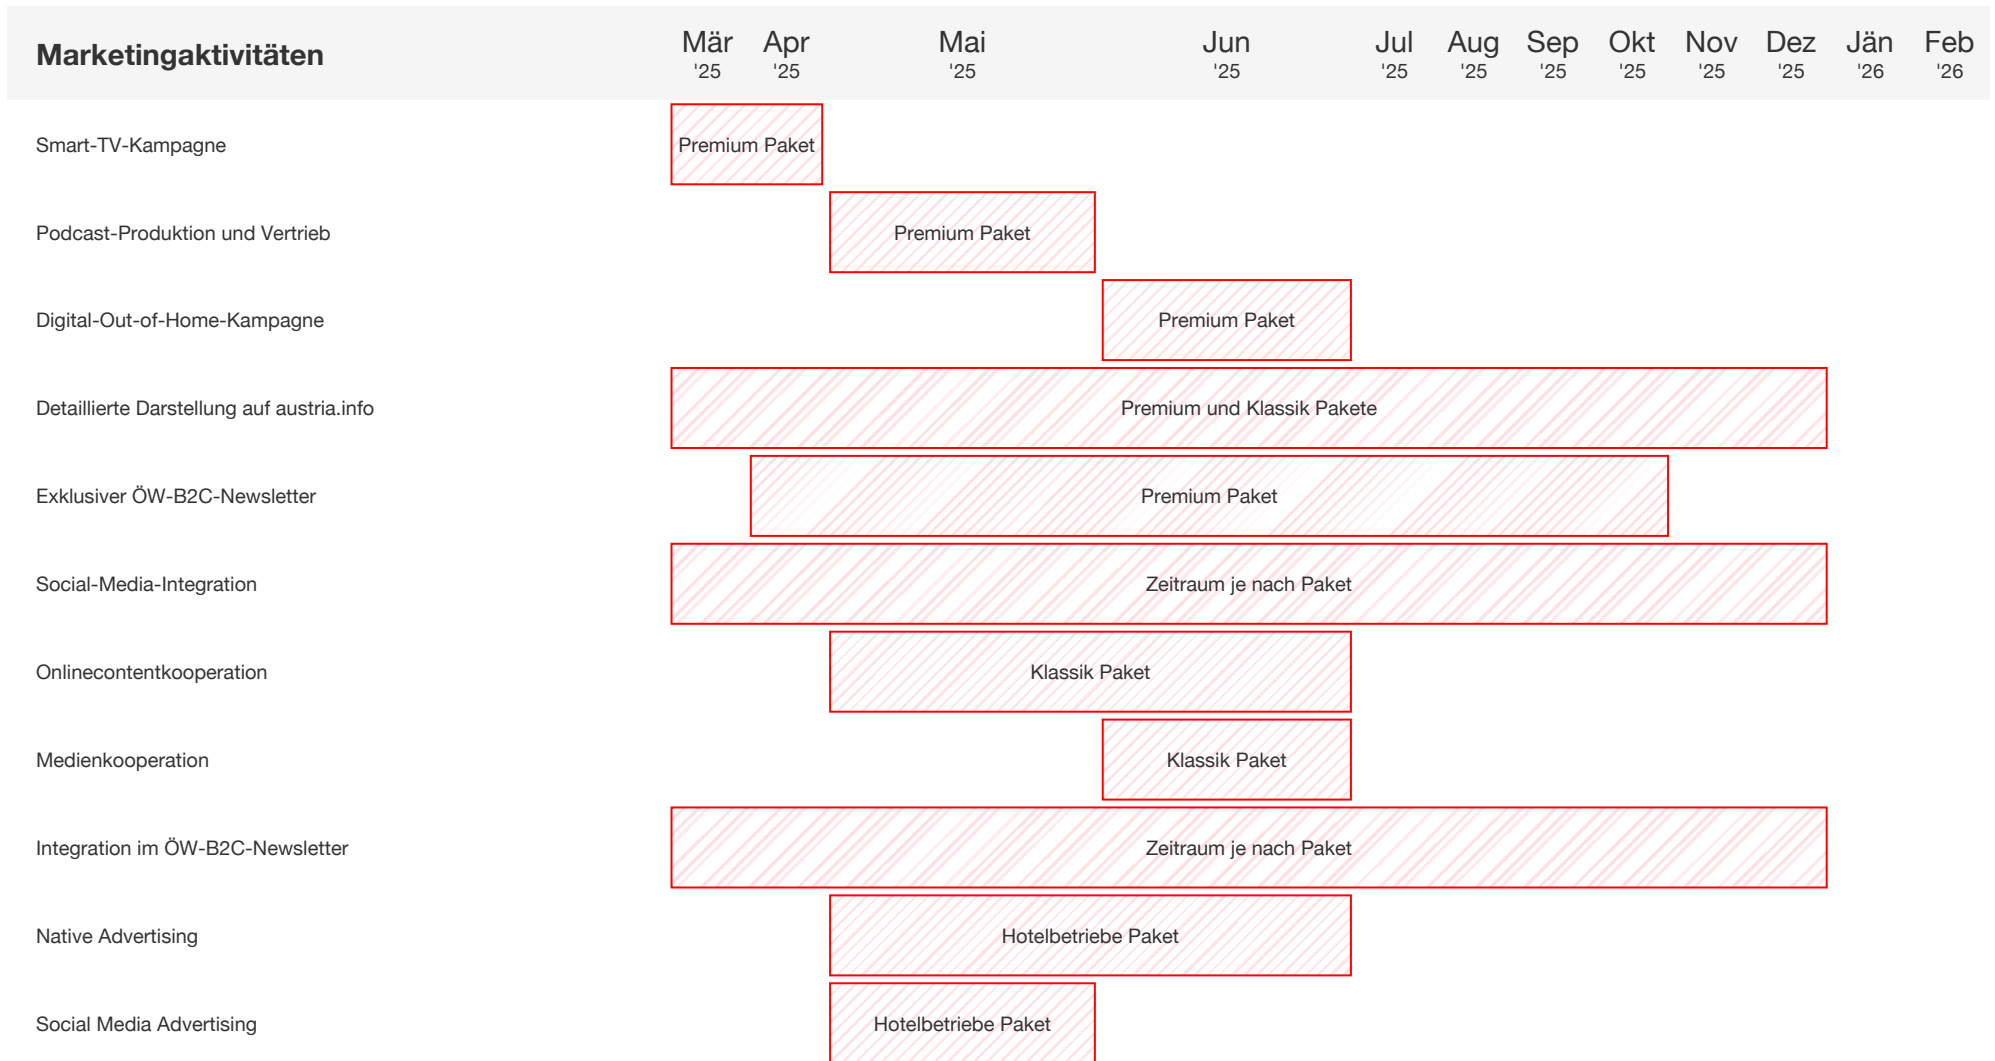 Marketingaktivitäten Mär Apr Mai Jun Jul Aug Sep Okt Nov Dez Jän Feb
'25 '25 '25 '25 '25 '25 '25 '25 '25 '25 '26 '26
Smart-TV-Kampagne Premium Paket
Podcast-Produktion und Vertrieb Premium Paket
Digital-Out-of-Home-Kampagne Premium Paket
Detaillierte Darstellung auf austria.info Premium und Klassik Pakete
Exklusiver ÖW-B2C-Newsletter Premium Paket
Social-Media-Integration Zeitraum je nach Paket
Onlinecontentkooperation Klassik Paket
Medienkooperation Klassik Paket
Integration im ÖW-B2C-Newsletter Zeitraum je nach Paket
Native Advertising Hotelbetriebe Paket
Social Media Advertising Hotelbetriebe Paket